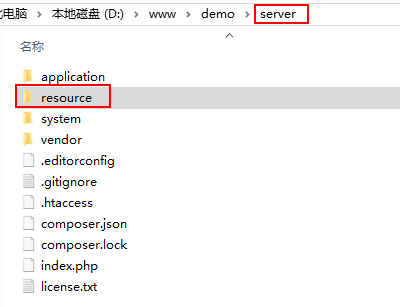 电脑 > 本地磁盘 (D:) > www > demo > server
名称
application
resource
system
vendor
.editorconfig
.gitignore
.htaccess
composer.json
composer.lock
index.php
license.txt